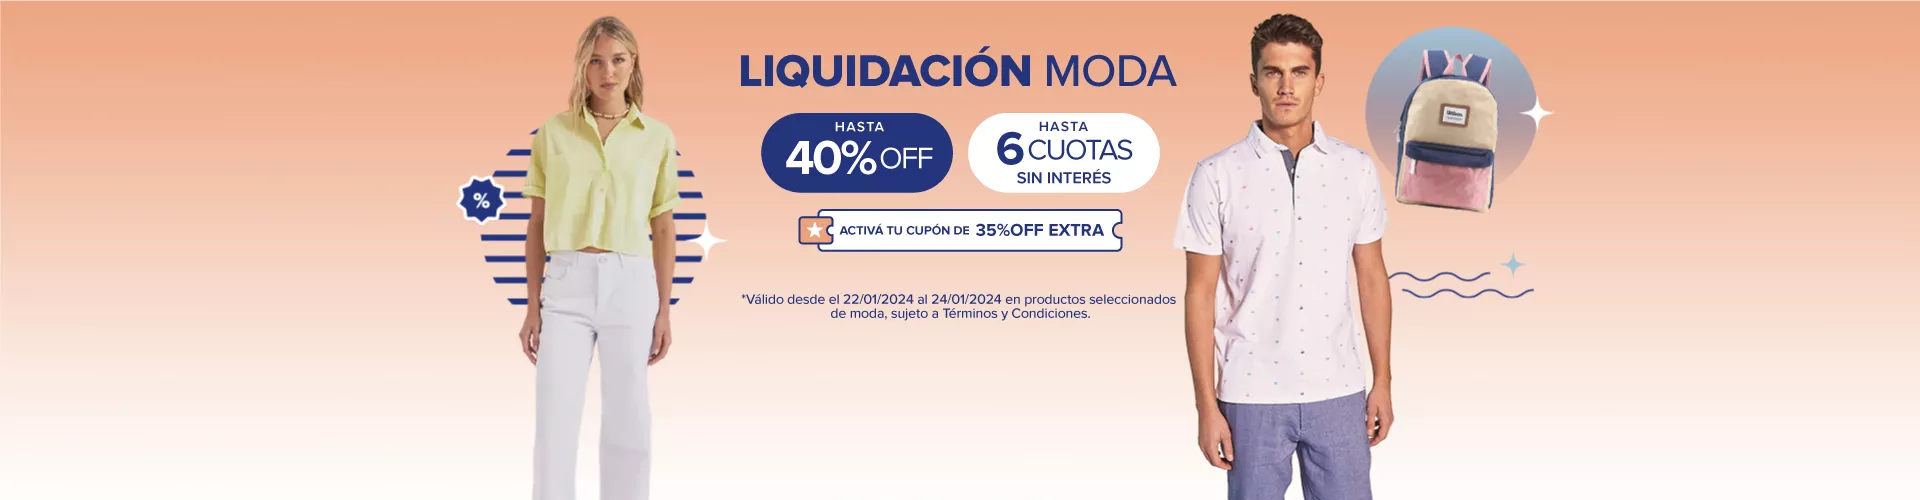 LIQUIDACIÓN MODA
HASTA
40% OFF
HASTA
6 CUOTAS
SIN INTERÉS
%
ACTIVÁ TU CUPÓN DE 35%OFF EXTRA
*Válido desde el 22/01/2024 al 24/01/2024 en productos seleccionados
de moda, sujeto a Términos y Condiciones.